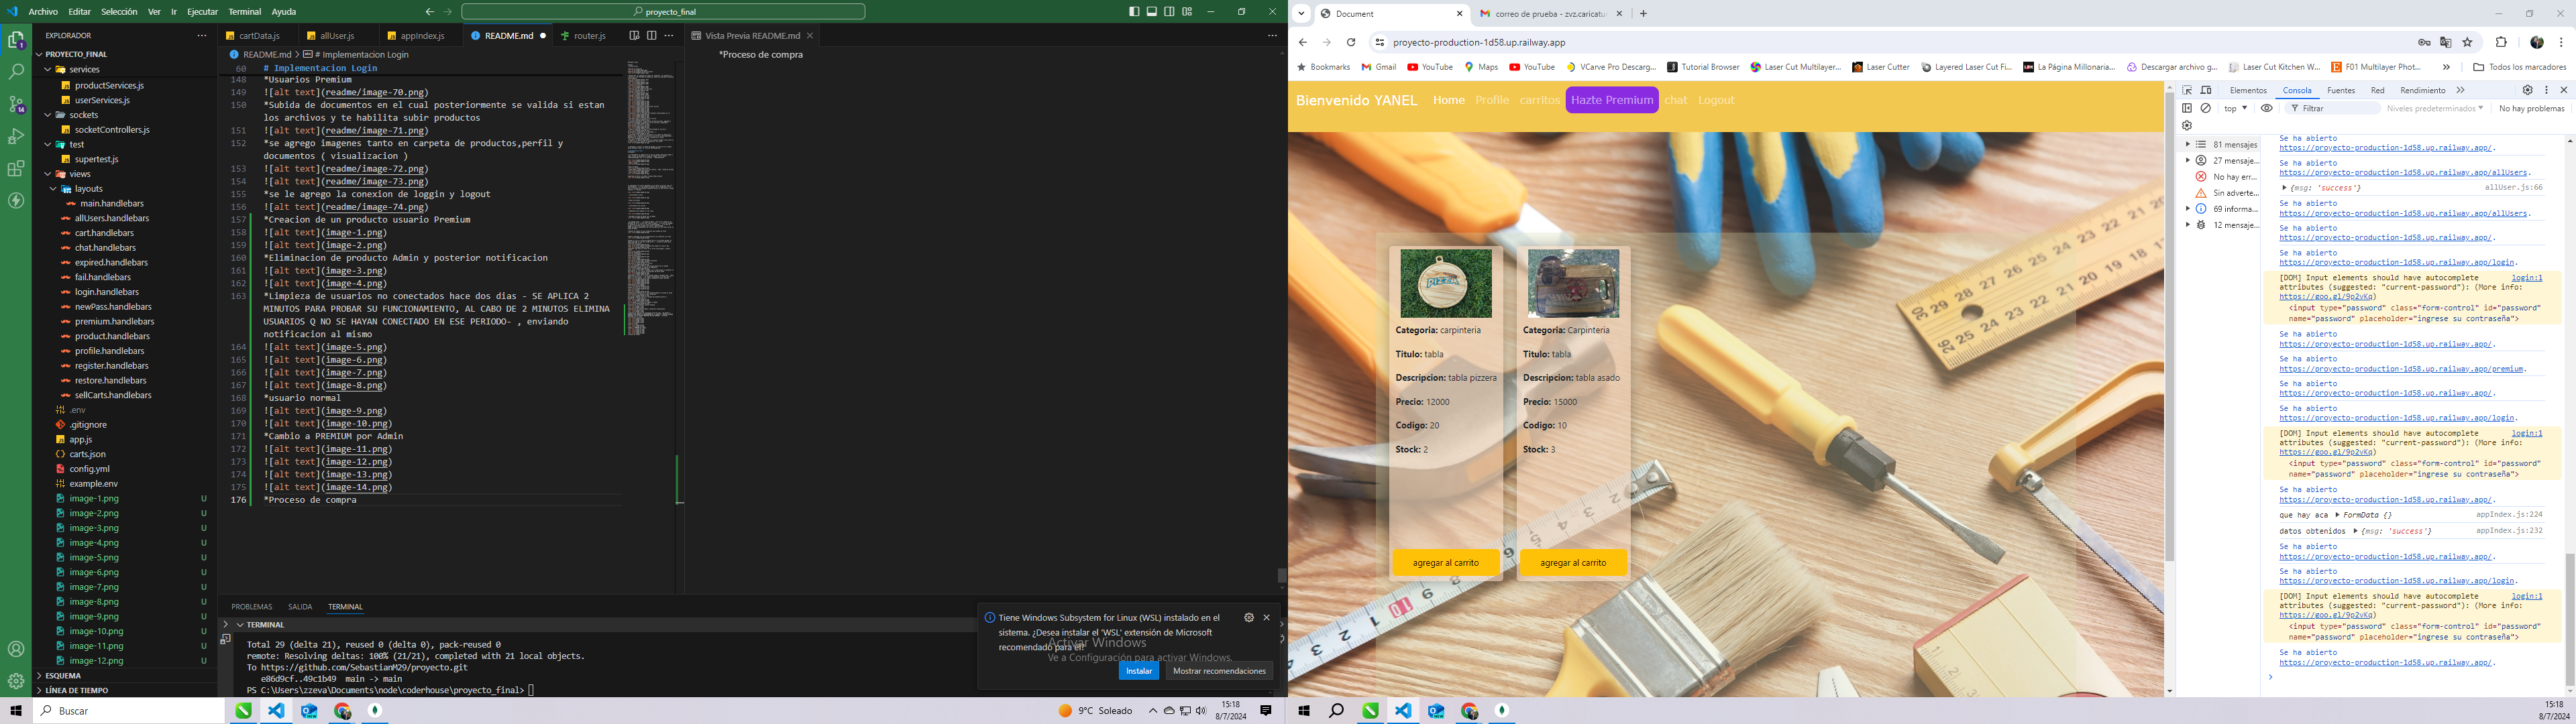 Archivo Editar Selección Ver Ir Ejecutar Terminal Ayuda
proyecto_final
EXPLORADOR
PROYECTO_FINAL
services
productServices.js
userServices.js
sockets
socketControllers.js
test
supertest.js
views
layouts
main.handlebars
allUsers.handlebars
cart.handlebars
chat.handlebars
expired.handlebars
fail.handlebars
login.handlebars
newPass.handlebars
premium.handlebars
product.handlebars
profile.handlebars
register.handlebars
restore.handlebars
sellCarts.handlebars
.env
.gitignore
app.js
carts.json
config.yml
example.env
image-1.png U
image-2.png U
image-3.png U
image-4.png U
image-5.png U
image-6.png U
image-7.png U
image-8.png U
image-9.png U
image-10.png U
image-11.png U
image-12.png U
ESQUEMA
LÍNEA DE TIEMPO
cartData.js allUser.js appIndex.js README.md router.js
README.md > # Implementacion Login
60 # Implementacion Login
148 *Usuarios Premium
149 ![alt text](readme/image-70.png)
150 *Subida de documentos en el cual posteriormente se valida si estan
los archivos y te habilita subir productos
151 ![alt text](readme/image-71.png)
152 *se agrego imagenes tanto en carpeta de productos,perfil y
documentos ( visualizacion )
153 ![alt text](readme/image-72.png)
154 ![alt text](readme/image-73.png)
155 *se le agrego la conexion de loggin y logout
156 ![alt text](readme/image-74.png)
157 *Creacion de un producto usuario Premium
158 ![alt text](image-1.png)
159 ![alt text](image-2.png)
160 *Eliminacion de producto Admin y posterior notificacion
161 ![alt text](image-3.png)
162 ![alt text](image-4.png)
163 *Limpieza de usuarios no conectados hace dos dias - SE APLICA 2
MINUTOS PARA PROBAR SU FUNCIONAMIENTO, AL CABO DE 2 MINUTOS ELIMINA
USUARIOS Q NO SE HAYAN CONECTADO EN ESE PERIODO- , enviando
notificacion al mismo
164 ![alt text](image-5.png)
165 ![alt text](image-6.png)
166 ![alt text](image-7.png)
167 ![alt text](image-8.png)
168 *usuario normal
169 ![alt text](image-9.png)
170 ![alt text](image-10.png)
171 *Cambio a PREMIUM por Admin
172 ![alt text](image-11.png)
173 ![alt text](image-12.png)
174 ![alt text](image-13.png)
175 ![alt text](image-14.png)
176 *Proceso de compra
Vista Previa README.md
*Proceso de compra
PROBLEMAS SALIDA TERMINAL
TERMINAL
Total 29 (delta 21), reused 0 (delta 0), pack-reused 0
remote: Resolving deltas: 100% (21/21), completed with 21 local objects.
To https://github.com/SebastianM29/proyecto.git
e86d9cf..49c1b49 main -> main
PS C:\Users\zzeva\Documents\node\coderhouse\proyecto_final>
Tiene Windows Subsystem for Linux (WSL) instalado en el
sistema. ¿Desea instalar el 'WSL' extensión de Microsoft
recomendado para él?
Activar Windows
Ve a Configuración para activar Windows.
Instalar Mostrar recomendaciones
Buscar
9°C Soleado
15:18
8/7/2024
Document
correo de prueba - zvz.caricatu
proyecto-production-1d58.up.railway.app
Bookmarks Gmail YouTube Maps YouTube VCarve Pro Descarg... Tutorial Browser Laser Cut Multilayer... Laser Cutter Layered Laser Cut Fi... La Página Millonaria... Descargar archivo g... Laser Cut Kitchen W... F01 Multilayer Phot... Todos los marcadores
Bienvenido YANEL Home Profile carritos Hazte Premium chat Logout
Categoria: carpinteria
Titulo: tabla
Descripcion: tabla pizzera
Precio: 12000
Codigo: 20
Stock: 2
agregar al carrito
Categoria: Carpinteria
Titulo: tabla
Descripcion: tabla asado
Precio: 15000
Codigo: 10
Stock: 3
agregar al carrito
Elementos Consola Fuentes Red Rendimiento
top Filtrar Niveles predeterminados No hay problemas
81 mensajes
27 mensaje...
No hay err...
Sin adverte...
69 informa...
12 mensaje...
Se ha abierto
https://proyecto-production-1d58.up.railway.app/.
Se ha abierto
https://proyecto-production-1d58.up.railway.app/allUsers.
{msg: 'success'} allUser.js:66
Se ha abierto
https://proyecto-production-1d58.up.railway.app/allUsers.
Se ha abierto
https://proyecto-production-1d58.up.railway.app/.
Se ha abierto
https://proyecto-production-1d58.up.railway.app/login.
[DOM] Input elements should have autocomplete login:1
attributes (suggested: "current-password"): (More info:
https://goo.gl/9p2vKq)
<input type="password" class="form-control" id="password"
name="password" placeholder="ingrese su contraseña">
Se ha abierto
https://proyecto-production-1d58.up.railway.app/.
Se ha abierto
https://proyecto-production-1d58.up.railway.app/premium.
Se ha abierto
https://proyecto-production-1d58.up.railway.app/.
Se ha abierto
https://proyecto-production-1d58.up.railway.app/login.
[DOM] Input elements should have autocomplete login:1
attributes (suggested: "current-password"): (More info:
https://goo.gl/9p2vKq)
<input type="password" class="form-control" id="password"
name="password" placeholder="ingrese su contraseña">
Se ha abierto
https://proyecto-production-1d58.up.railway.app/.
que hay aca FormData {} appIndex.js:224
datos obtenidos {msg: 'success'} appIndex.js:232
Se ha abierto
https://proyecto-production-1d58.up.railway.app/.
Se ha abierto
https://proyecto-production-1d58.up.railway.app/login.
[DOM] Input elements should have autocomplete login:1
attributes (suggested: "current-password"): (More info:
https://goo.gl/9p2vKq)
<input type="password" class="form-control" id="password"
name="password" placeholder="ingrese su contraseña">
Se ha abierto
https://proyecto-production-1d58.up.railway.app/.
15:18
8/7/2024